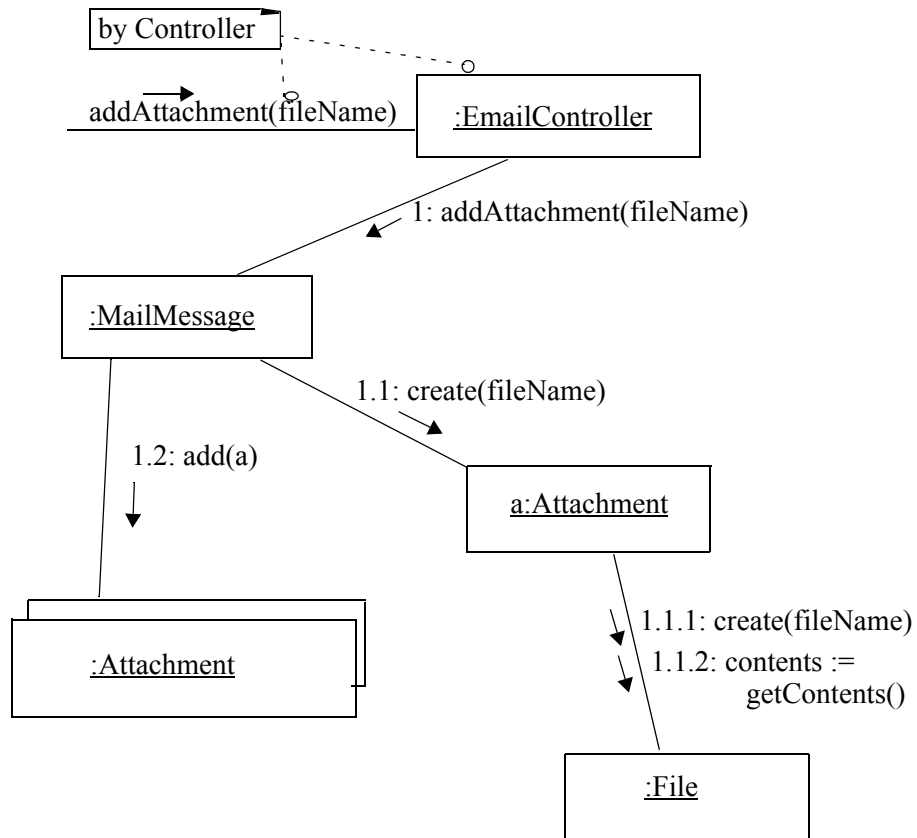 by Controller
addAttachment(fileName)
:EmailController
1: addAttachment(fileName)
:MailMessage
1.1: create(fileName)
1.2: add(a)
a:Attachment
1.1.1: create(fileName)
1.1.2: contents :=
getContents()
:Attachment
:File